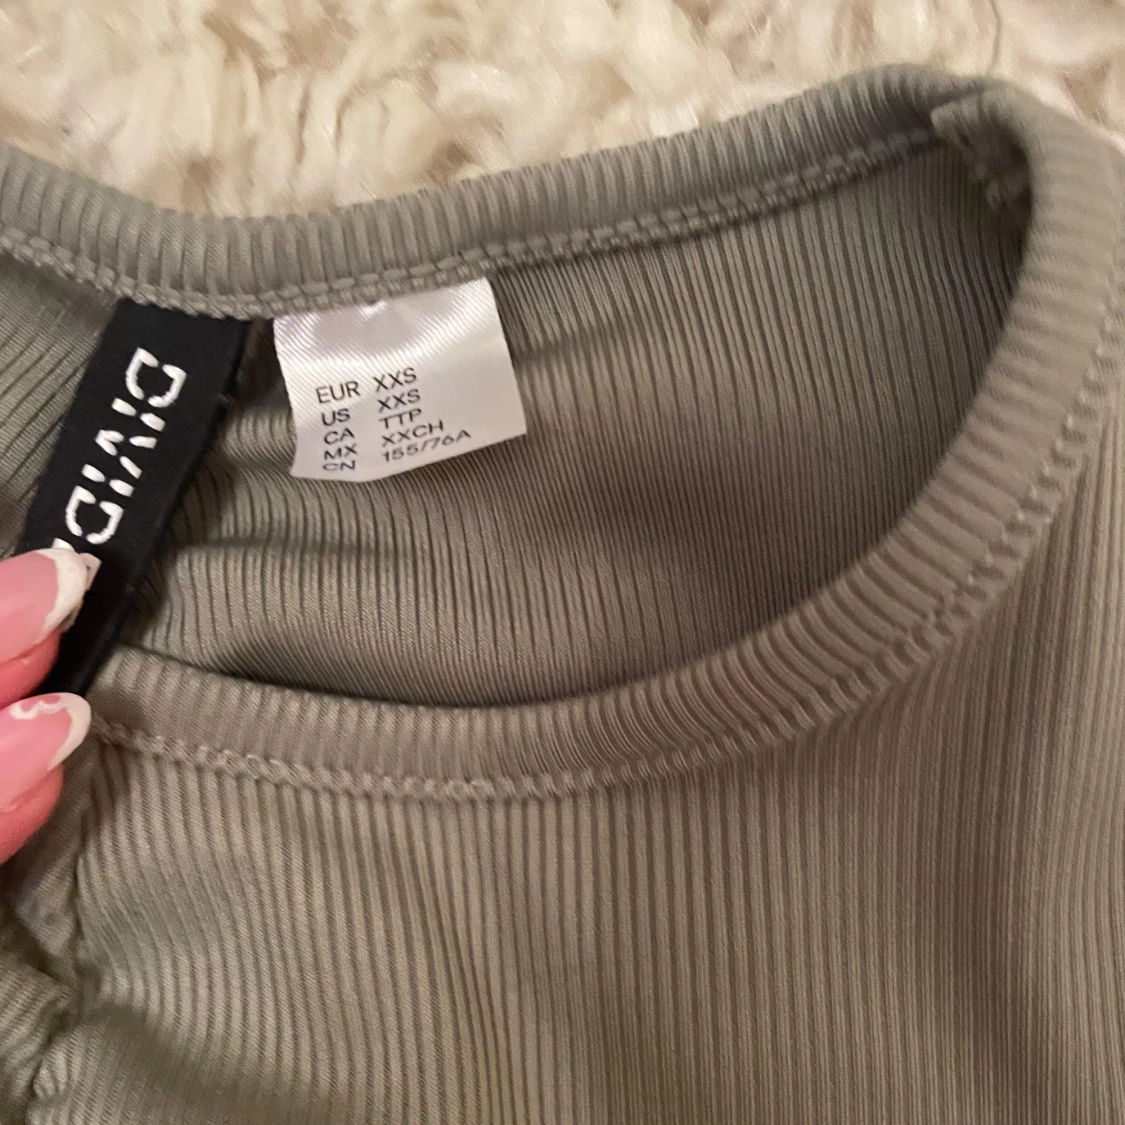 DIVID
EUR XXS
US XXS
CA TTP
MX XXCH
CN 155/76A